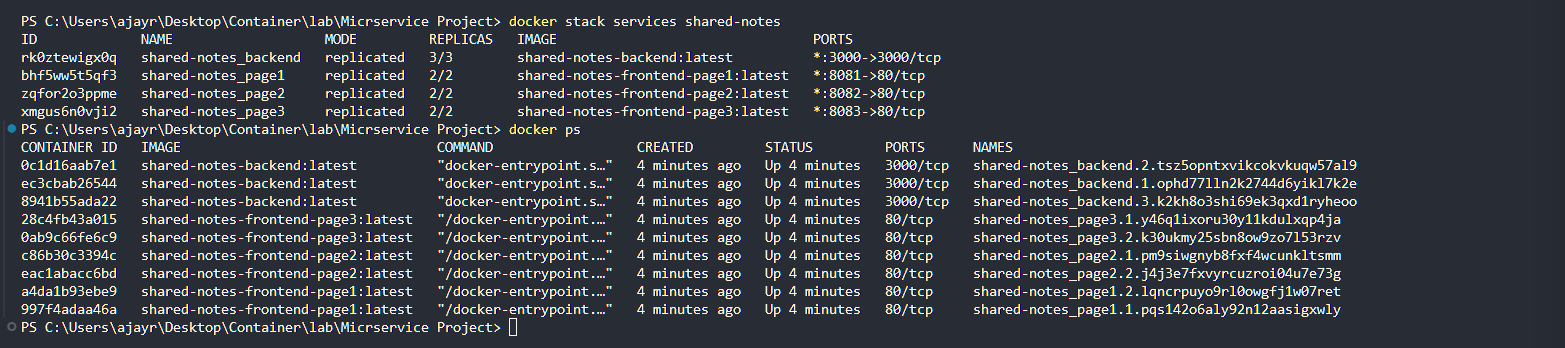 PS C:\Users\ajayr\Desktop\Container\lab\Micrservice Project> docker stack services shared-notes
ID NAME MODE REPLICAS IMAGE PORTS
rk0ztewigx0q shared-notes_backend replicated 3/3 shared-notes-backend:latest *:3000->3000/tcp
bhf5ww5t5qf3 shared-notes_page1 replicated 2/2 shared-notes-frontend-page1:latest *:8081->80/tcp
zqfor2o3ppme shared-notes_page2 replicated 2/2 shared-notes-frontend-page2:latest *:8082->80/tcp
xmgus6n0vji2 shared-notes_page3 replicated 2/2 shared-notes-frontend-page3:latest *:8083->80/tcp
PS C:\Users\ajayr\Desktop\Container\lab\Micrservice Project> docker ps
CONTAINER ID IMAGE COMMAND CREATED STATUS PORTS NAMES
0c1d16aab7e1 shared-notes-backend:latest "docker-entrypoint.s…" 4 minutes ago Up 4 minutes 3000/tcp shared-notes_backend.2.tsz5opntxvikcokvkuqw57al9
ec3cbab26544 shared-notes-backend:latest "docker-entrypoint.s…" 4 minutes ago Up 4 minutes 3000/tcp shared-notes_backend.1.ophd77lln2k2744d6yikl7k2e
8941b55ada22 shared-notes-backend:latest "docker-entrypoint.s…" 4 minutes ago Up 4 minutes 3000/tcp shared-notes_backend.3.k2kh8o3shi69ek3qxd1ryheoo
28c4fb43a015 shared-notes-frontend-page3:latest "/docker-entrypoint.…" 4 minutes ago Up 4 minutes 80/tcp shared-notes_page3.1.y46q1ixoru30y11kdulxqp4ja
0ab9c66fe6c9 shared-notes-frontend-page3:latest "/docker-entrypoint.…" 4 minutes ago Up 4 minutes 80/tcp shared-notes_page3.2.k30ukmy25sbn8ow9zo7l53rzv
c86b30c3394c shared-notes-frontend-page2:latest "/docker-entrypoint.…" 4 minutes ago Up 4 minutes 80/tcp shared-notes_page2.1.pm9siwgnyb8fxf4wcunkltsmm
eac1abacc6bd shared-notes-frontend-page2:latest "/docker-entrypoint.…" 4 minutes ago Up 4 minutes 80/tcp shared-notes_page2.2.j4j3e7fxvyrcuzroi04u7e73g
a4da1b93ebe9 shared-notes-frontend-page1:latest "/docker-entrypoint.…" 4 minutes ago Up 4 minutes 80/tcp shared-notes_page1.2.lqncrpuyo9rl0owgfj1w07ret
997f4adaa46a shared-notes-frontend-page1:latest "/docker-entrypoint.…" 4 minutes ago Up 4 minutes 80/tcp shared-notes_page1.1.pqs142o6aly92n12aasigxwly
PS C:\Users\ajayr\Desktop\Container\lab\Micrservice Project>